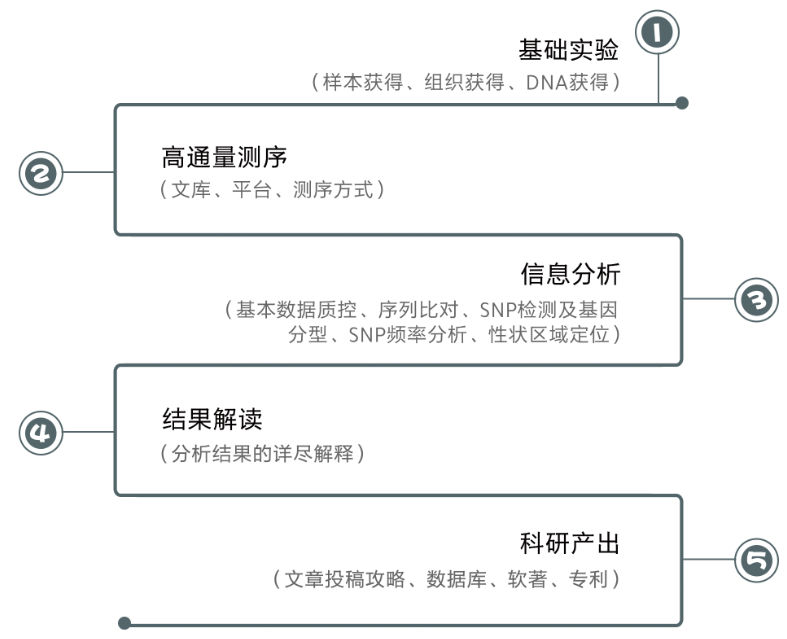 1
基础实验
（样本获得、组织获得、DNA获得）
2
高通量测序
（文库、平台、测序方式）
信息分析
3
（基本数据质控、序列比对、SNP检测及基因
分型、SNP频率分析、性状区域定位）
4
结果解读
（分析结果的详尽解释）
科研产出
5
（文章投稿攻略、数据库、软著、专利）